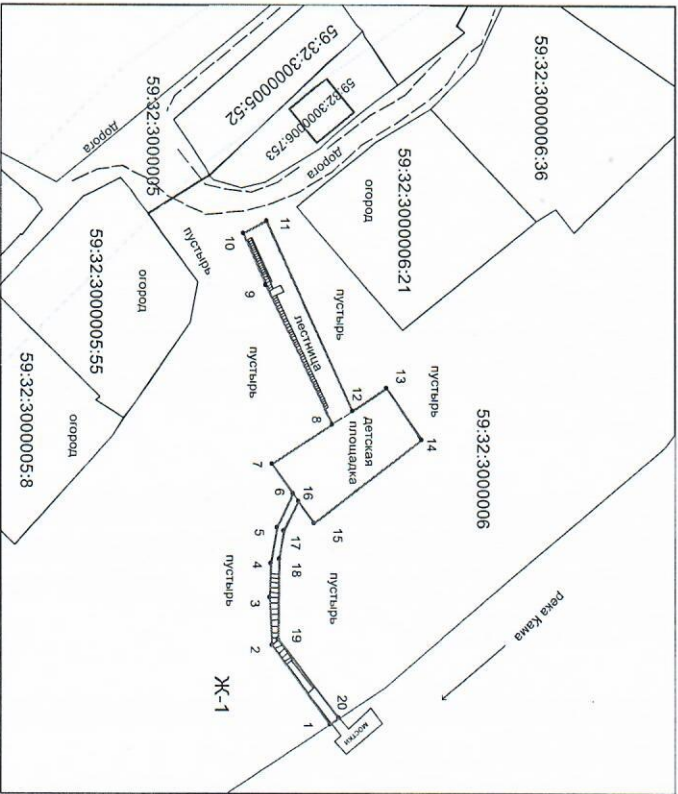 59:32:3000006:36
59:32:3000005:52
59:32:3000006:753
59:32:3000005
дорога
дорога
59:32:3000006:21
огород
пустырь
59:32:3000005:55
огород
59:32:3000005:8
огород
11
10
9
лестница
пустырь
пустырь
12
8
13
14
пустырь
детская
площадка
59:32:3000006
7
6
16
15
5
17
4
18
3
19
2
20
1
пустырь
пустырь
Ж-1
мостки
река Кама